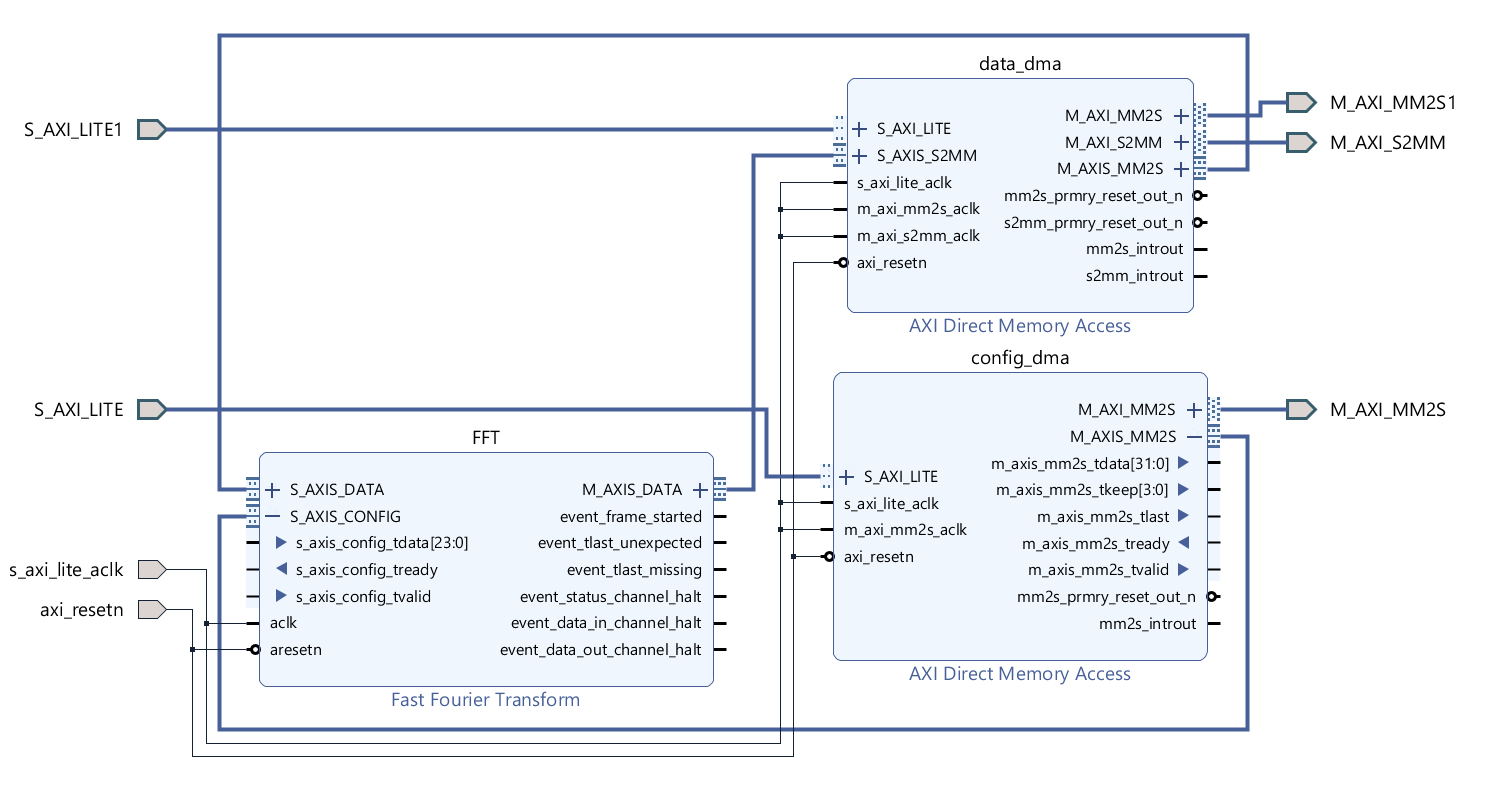 data_dma
S_AXI_LITE1
S_AXI_LITE
S_AXIS_S2MM
s_axi_lite_aclk
m_axi_mm2s_aclk
m_axi_s2mm_aclk
axi_resetn
M_AXI_MM2S
M_AXI_S2MM
M_AXIS_MM2S
mm2s_prmry_reset_out_n
s2mm_prmry_reset_out_n
mm2s_introut
s2mm_introut
AXI Direct Memory Access
M_AXI_MM2S1
M_AXI_S2MM
S_AXI_LITE
FFT
S_AXIS_DATA
S_AXIS_CONFIG
s_axis_config_tdata[23:0]
s_axis_config_tready
s_axis_config_tvalid
aclk
aresetn
M_AXIS_DATA
event_frame_started
event_tlast_unexpected
event_tlast_missing
event_status_channel_halt
event_data_in_channel_halt
event_data_out_channel_halt
Fast Fourier Transform
s_axi_lite_aclk
axi_resetn
config_dma
S_AXI_LITE
s_axi_lite_aclk
m_axi_mm2s_aclk
axi_resetn
M_AXI_MM2S
M_AXIS_MM2S
m_axis_mm2s_tdata[31:0]
m_axis_mm2s_tkeep[3:0]
m_axis_mm2s_tlast
m_axis_mm2s_tready
m_axis_mm2s_tvalid
mm2s_prmry_reset_out_n
mm2s_introut
AXI Direct Memory Access
M_AXI_MM2S